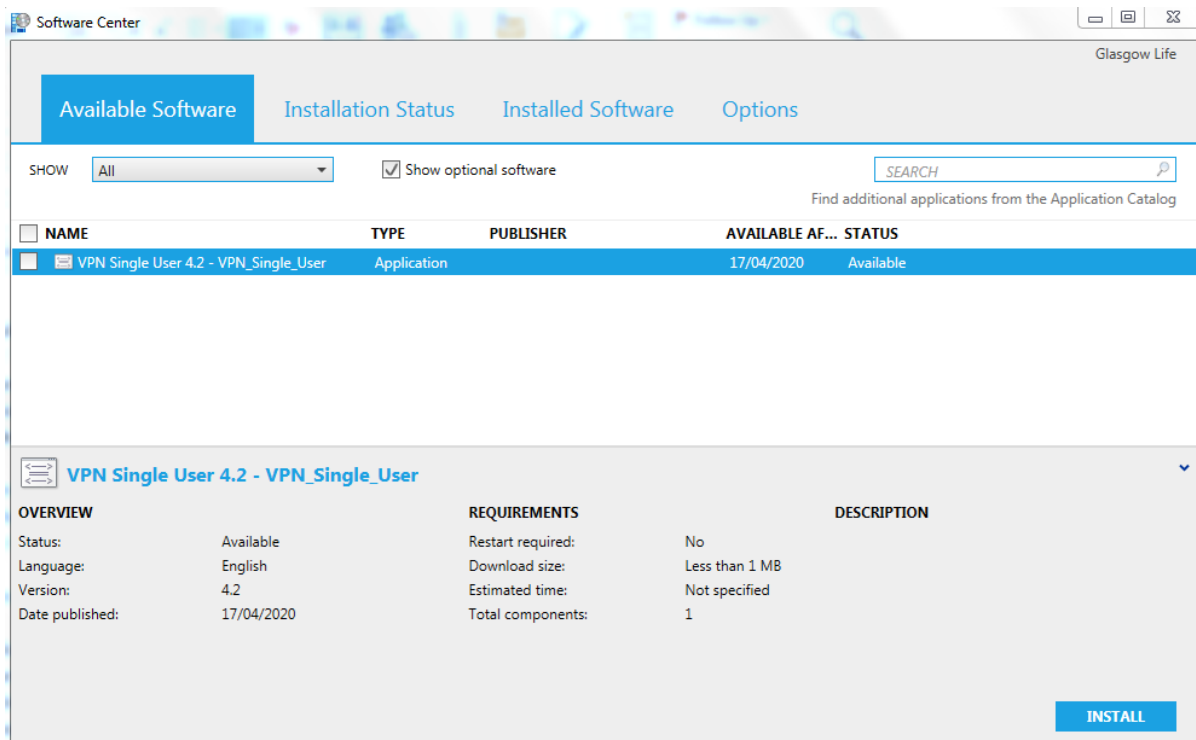 Software Center
Glasgow Life
Available Software Installation Status Installed Software Options
SHOW All Show optional software SEARCH
Find additional applications from the Application Catalog
NAME TYPE PUBLISHER AVAILABLE AF... STATUS
VPN Single User 4.2 - VPN_Single_User Application 17/04/2020 Available
VPN Single User 4.2 - VPN_Single_User
OVERVIEW REQUIREMENTS DESCRIPTION
Status: Available Restart required: No
Language: English Download size: Less than 1 MB
Version: 4.2 Estimated time: Not specified
Date published: 17/04/2020 Total components: 1
INSTALL